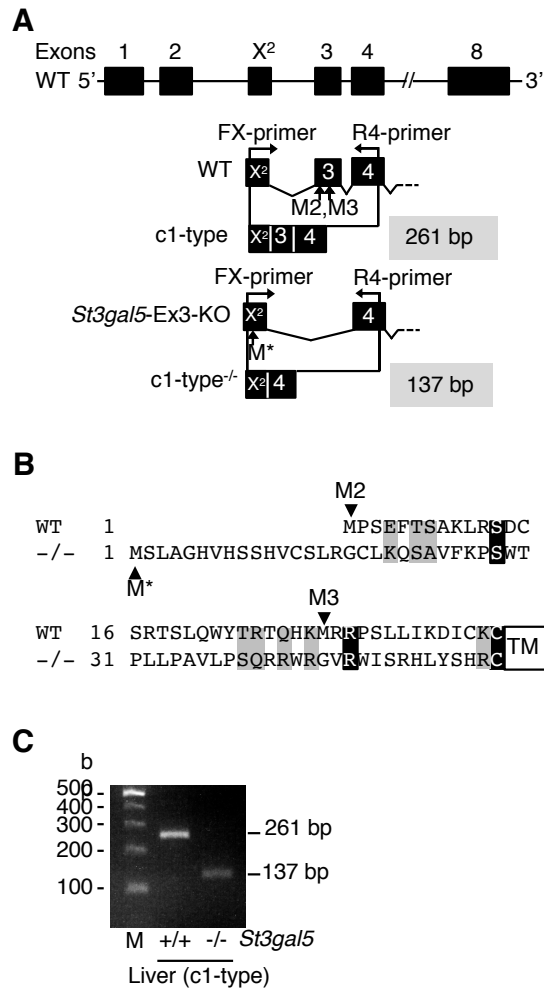 A
Exons 1 2 X² 3 4 8
WT 5’ // 3’
FX-primer R4-primer
WT X² 3 4
M2,M3
c1-type X² 3 4 261 bp
FX-primer R4-primer
St3gal5-Ex3-KO X² 4
M*
c1-type-/- X² 4 137 bp
B
M2
WT 1 MPSEFTSAKLRSDC
-/- 1 MSLAGHVHSSHVCSLRGCLKQSAVFKPSWT
M*
M3
WT 16 SRTSLQWYTRTQHKMRRPSLLIKDICKC
-/- 31 PLLPAVLPSQRRWRGVRWISRHLYSHRC
TM
C
b
500
400
300
200
100
261 bp
137 bp
M +/+ -/- St3gal5
Liver (c1-type)